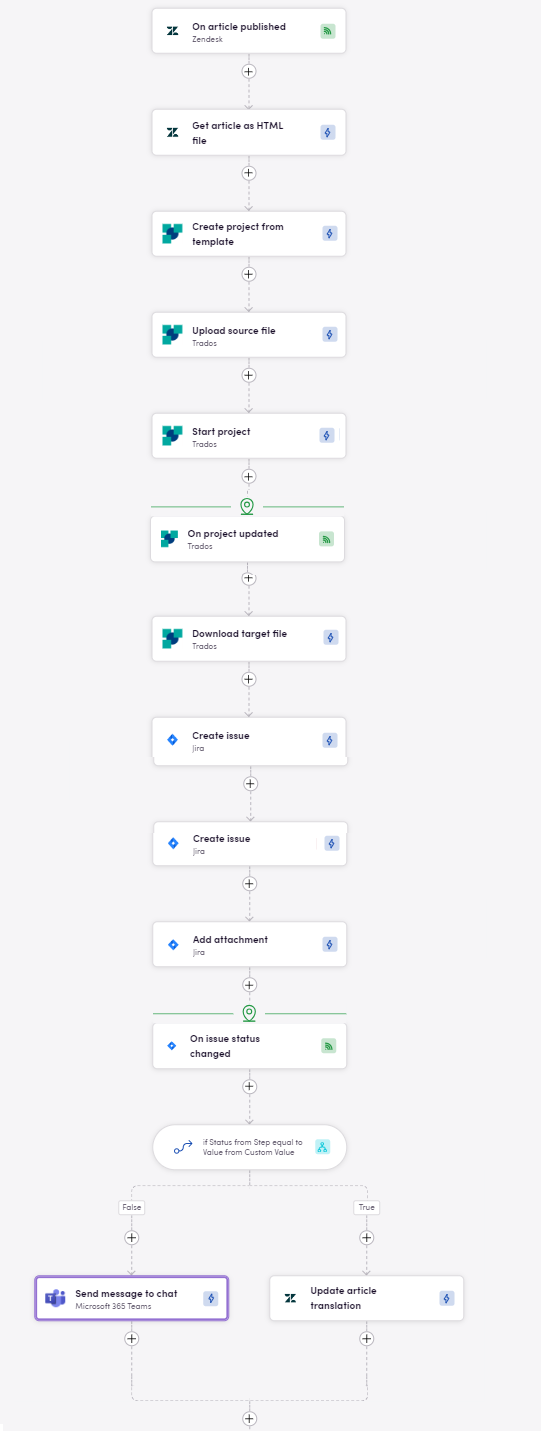 On article published
Zendesk
Get article as HTML
file
Create project from
template
Upload source file
Trados
Start project
Trados
On project updated
Trados
Download target file
Trados
Create issue
Jira
Create issue
Jira
Add attachment
Jira
On issue status
changed
if Status from Step equal to
Value from Custom Value
False
True
Send message to chat
Microsoft 365 Teams
Update article
translation